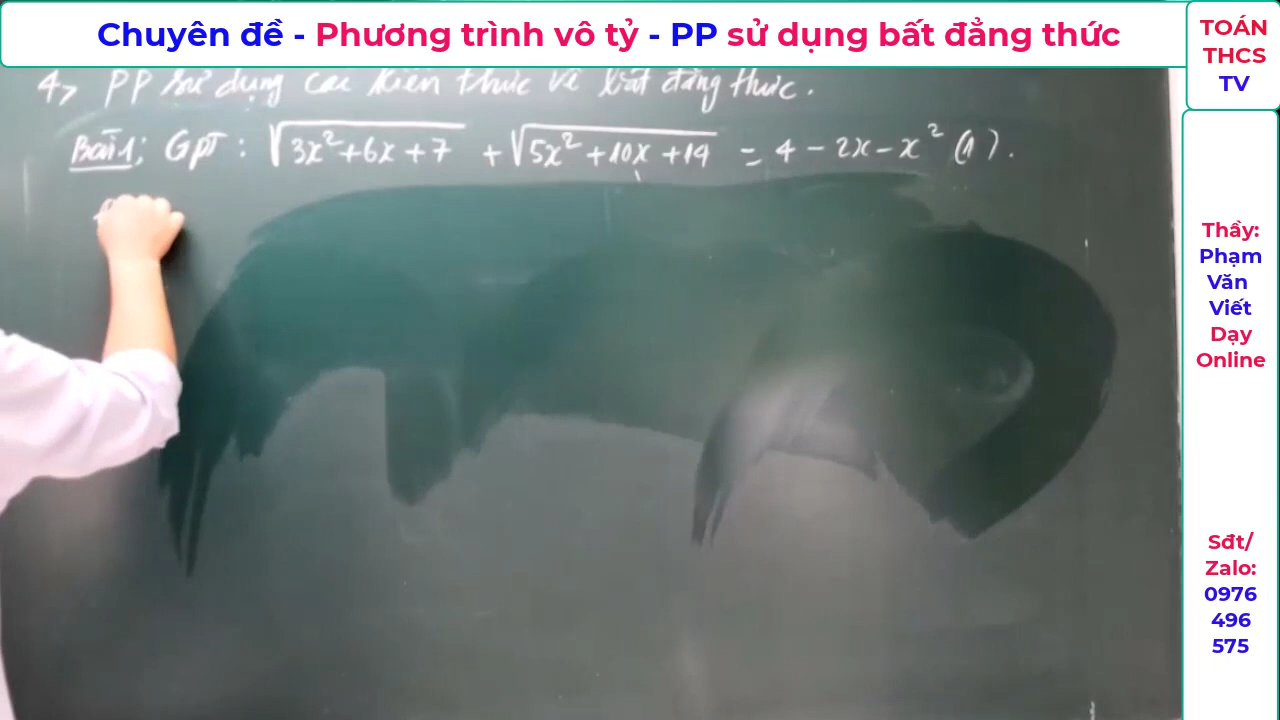 Chuyên đề - Phương trình vô tỷ - PP sử dụng bất đẳng thức
TOÁN
THCS
TV
4> PP sử dụng các kiến thức về bất đẳng thức.
Bài 1; GPT: √(3x²+6x+7) + √(5x²+10x+14) = 4 - 2x - x² (1).
Thầy:
Phạm
Văn
Viết
Dạy
Online
Sđt/
Zalo:
0976
496
575